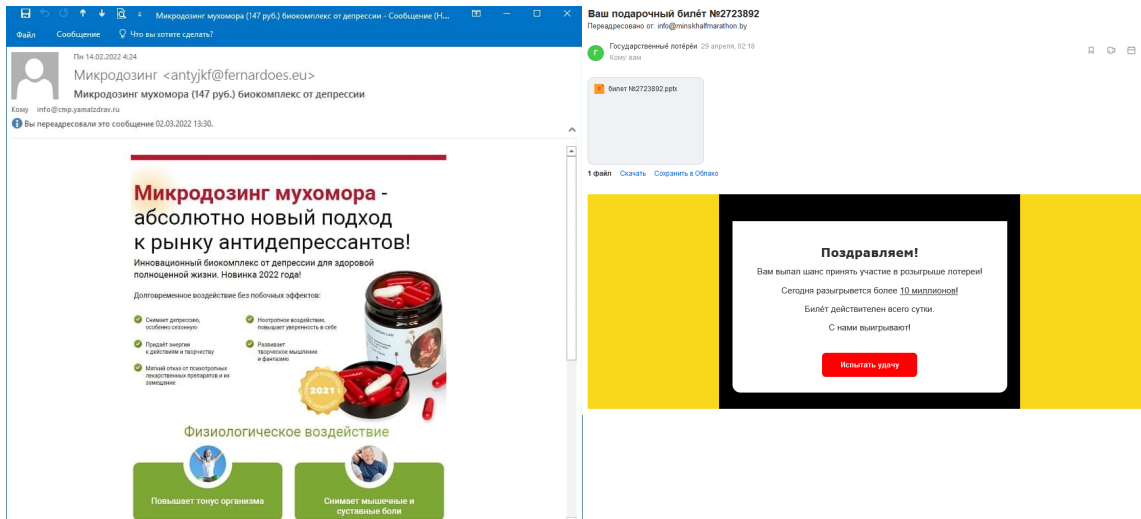 Микродозинг мухомора (147 руб.) биокомплекс от депрессии - Сообщение (H...
Файл Сообщение Что вы хотите сделать?
Пн 14.02.2022 4:24
Микродозинг <antyjkf@fernardoes.eu>
Микродозинг мухомора (147 руб.) биокомплекс от депрессии
Кому info@cmp.yamalzdrav.ru
Вы переадресовали это сообщение 02.03.2022 13:30.
Микродозинг мухомора -
абсолютно новый подход
к рынку антидепрессантов!
Инновационный биокомплекс от депрессии для здоровой
полноценной жизни. Новинка 2022 года!
Долговременное воздействие без побочных эффектов:
Снимает депрессию,
особенно сезонную
Придаёт энергии
к действиям и творчеству
Мягкий отказ от психотропных
лекарственных препаратов и их
замещение
Ноотропное воздействие,
повышает уверенность в себе
Развивает
творческое мышление
и фантазию
2021
Физиологическое воздействие
Повышает тонус организма
Снимает мышечные и
суставные боли
Ваш подарочный билéт №2723892
Переадресовано от: info@minskhalfmarathon.by
Г
Государственныé лотéрéи 29 апреля, 02:18
Кому: вам
P
билет №2723892.pptx
1 файл Скачать Сохранить в Облако
Поздравляем!
Вам выпал шанс принять участие в розыгрыше лотереи!
Сегодня разыгрывется более 10 миллионов!
Билéт действителен всего сутки.
С нами выигрывают!
Испытать удачу